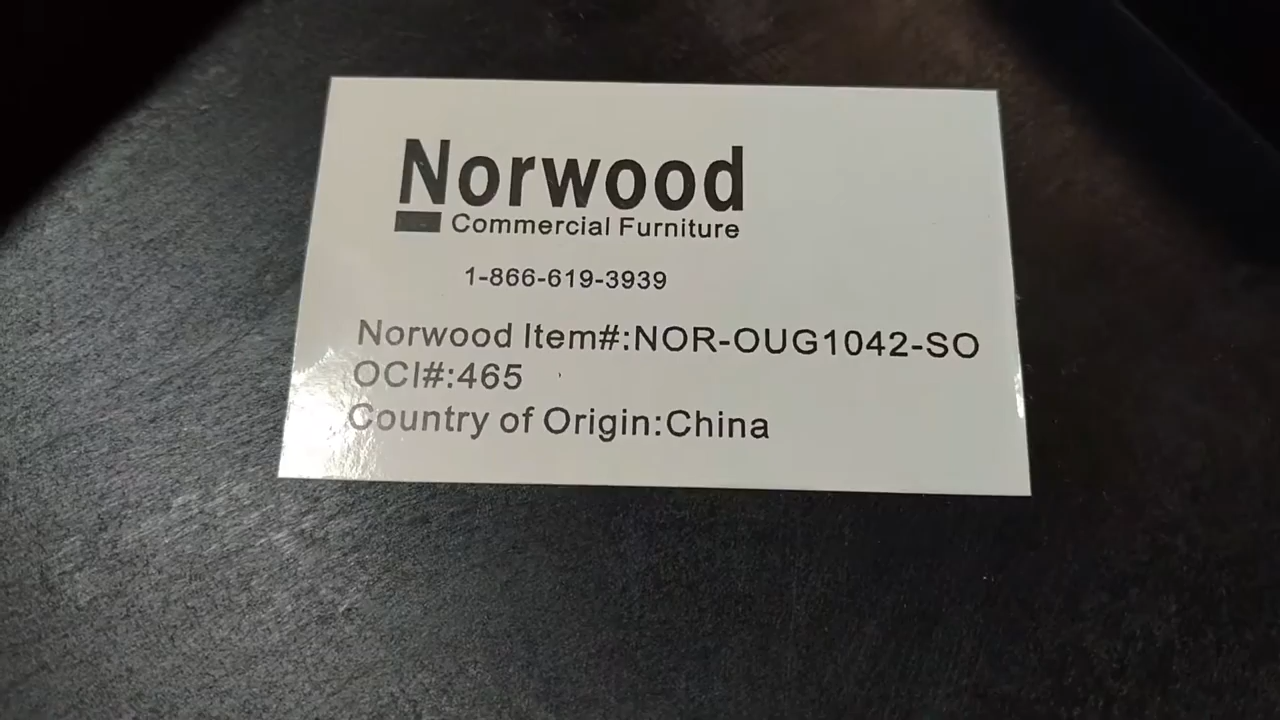 Norwood
Commercial Furniture
1-866-619-3939
Norwood Item#:NOR-OUG1042-SO
OCI#:465
Country of Origin:China